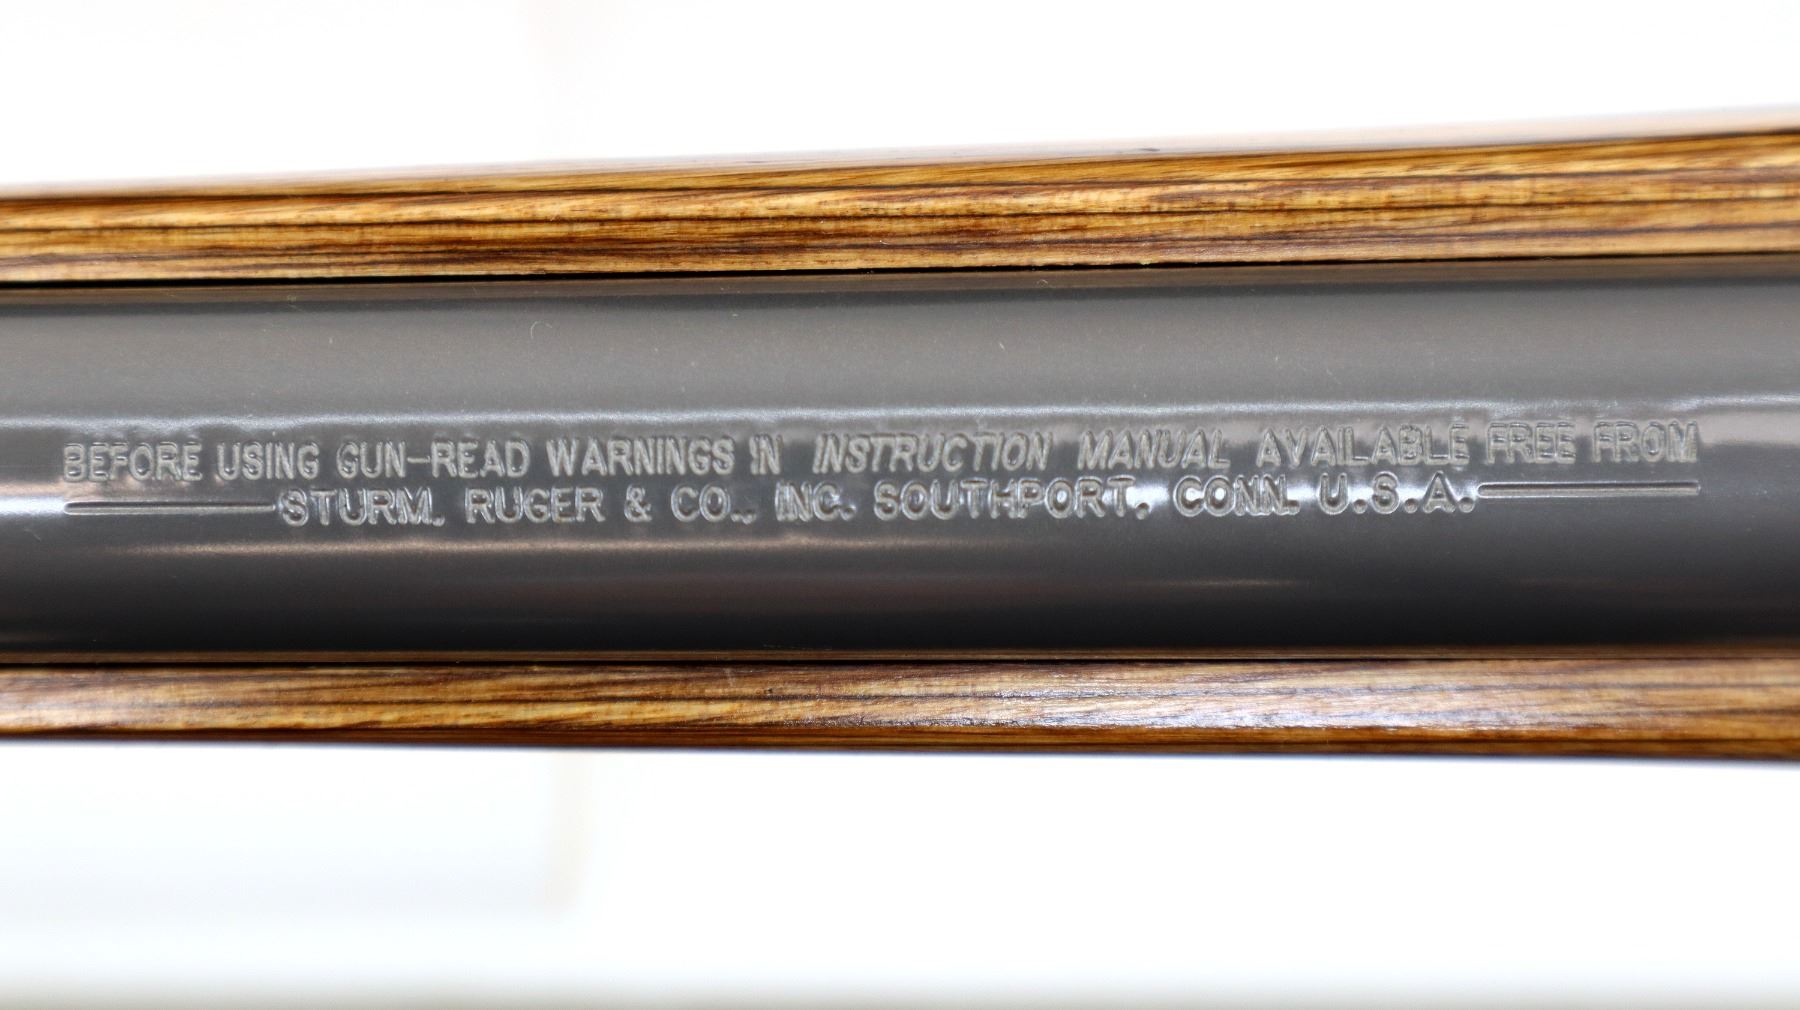 BEFORE USING GUN-READ WARNINGS IN INSTRUCTION MANUAL AVAILABLE FREE FROM
STURM, RUGER & CO., INC. SOUTHPORT, CONN. U.S.A.